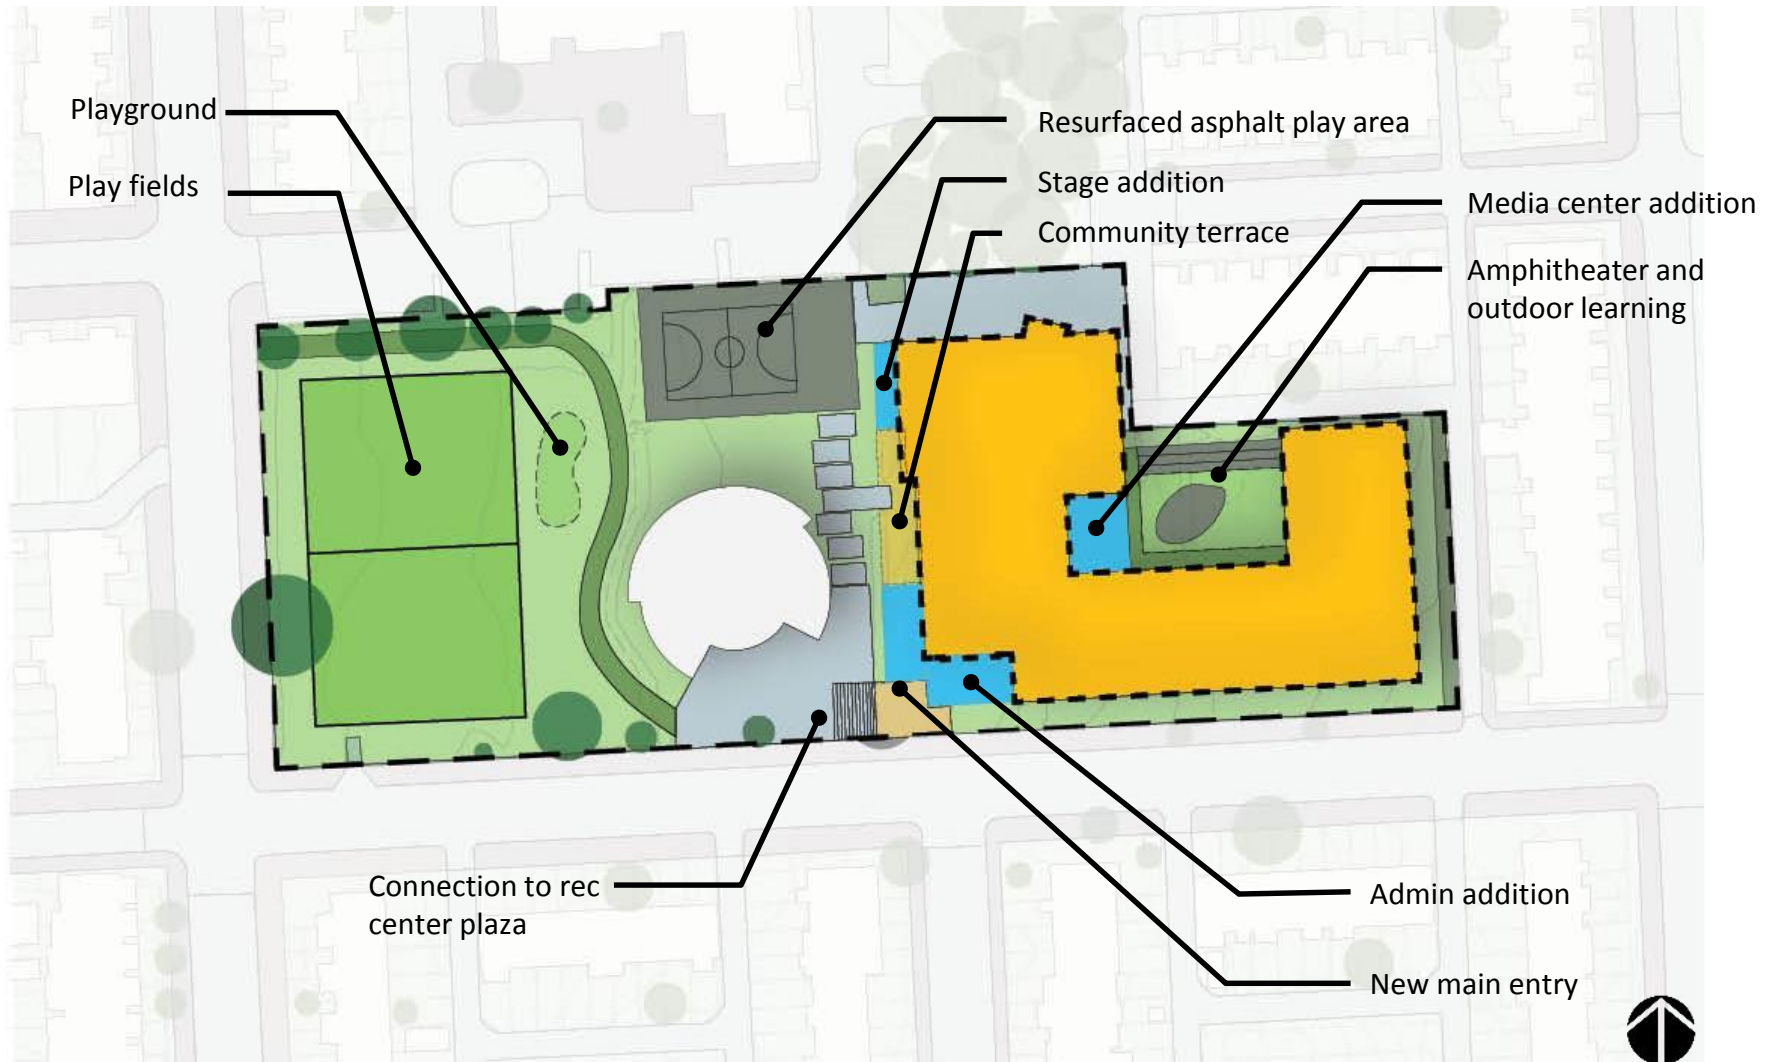 Playground
Play fields
Resurfaced asphalt play area
Stage addition
Community terrace
Media center addition
Amphitheater and
outdoor learning
Connection to rec
center plaza
Admin addition
New main entry